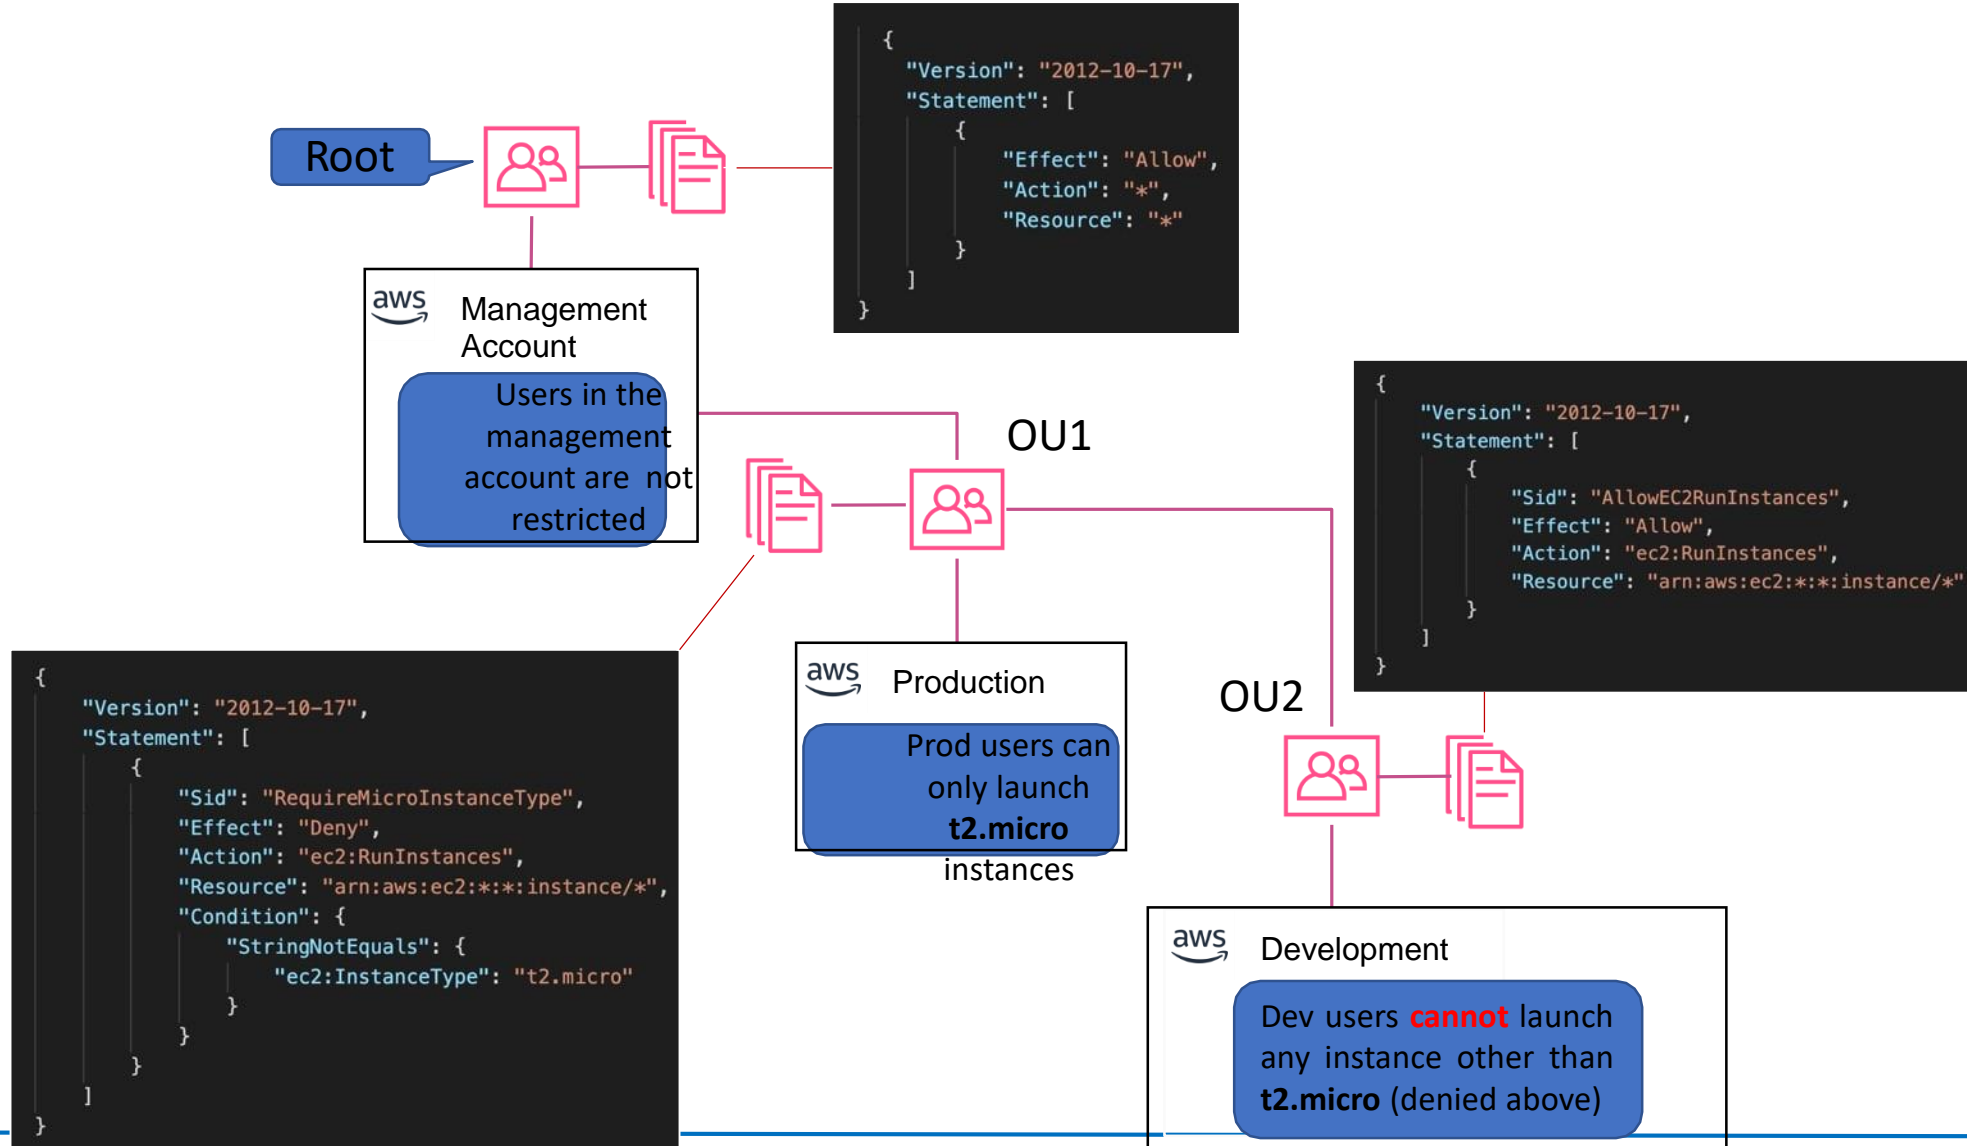 Root
{
"Version": "2012-10-17",
"Statement": [
{
"Effect": "Allow",
"Action": "*",
"Resource": "*"
}
]
}
aws
Management
Account
Users in the
management
account are not
restricted
OU1
{
"Version": "2012-10-17",
"Statement": [
{
"Sid": "AllowEC2RunInstances",
"Effect": "Allow",
"Action": "ec2:RunInstances",
"Resource": "arn:aws:ec2:*:*:instance/*"
}
]
}
{
"Version": "2012-10-17",
"Statement": [
{
"Sid": "RequireMicroInstanceType",
"Effect": "Deny",
"Action": "ec2:RunInstances",
"Resource": "arn:aws:ec2:*:*:instance/*",
"Condition": {
"StringNotEquals": {
"ec2:InstanceType": "t2.micro"
}
}
}
]
}
aws
Production
Prod users can
only launch
t2.micro
instances
OU2
aws
Development
Dev users cannot launch
any instance other than
t2.micro (denied above)